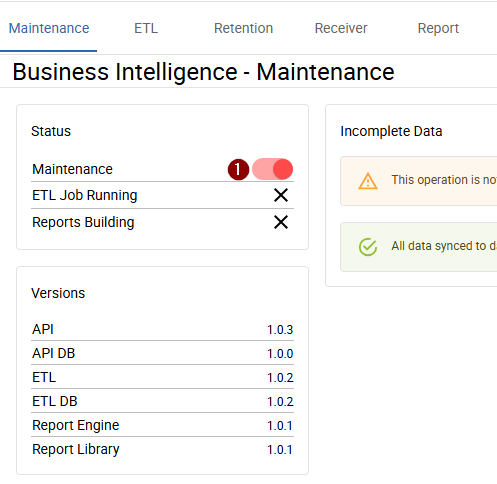 Maintenance ETL Retention Receiver Report
Business Intelligence - Maintenance
Status
Maintenance 1
ETL Job Running
Reports Building
Versions
API 1.0.3
API DB 1.0.0
ETL 1.0.2
ETL DB 1.0.2
Report Engine 1.0.1
Report Library 1.0.1
Incomplete Data
This operation is no
All data synced to d